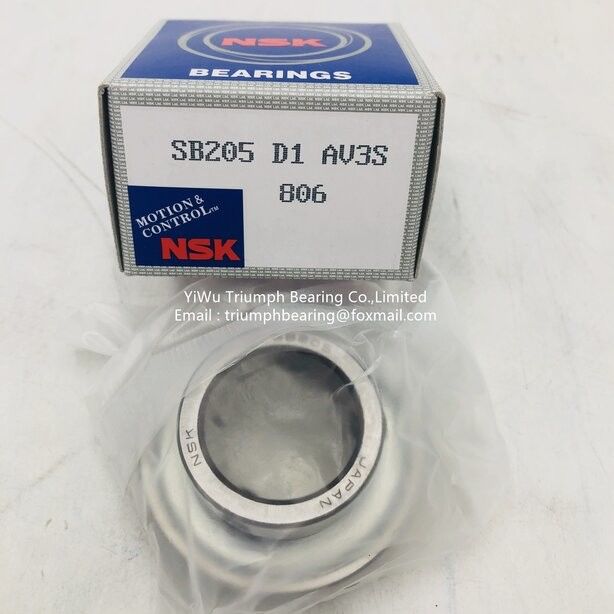 NSK
BEARINGS
SB205 D1 AV3S
806
MOTION &
CONTROL™
NSK
YiWu Triumph Bearing Co.,Limited
Email : triumphbearing@foxmail.com
NSK JAPAN